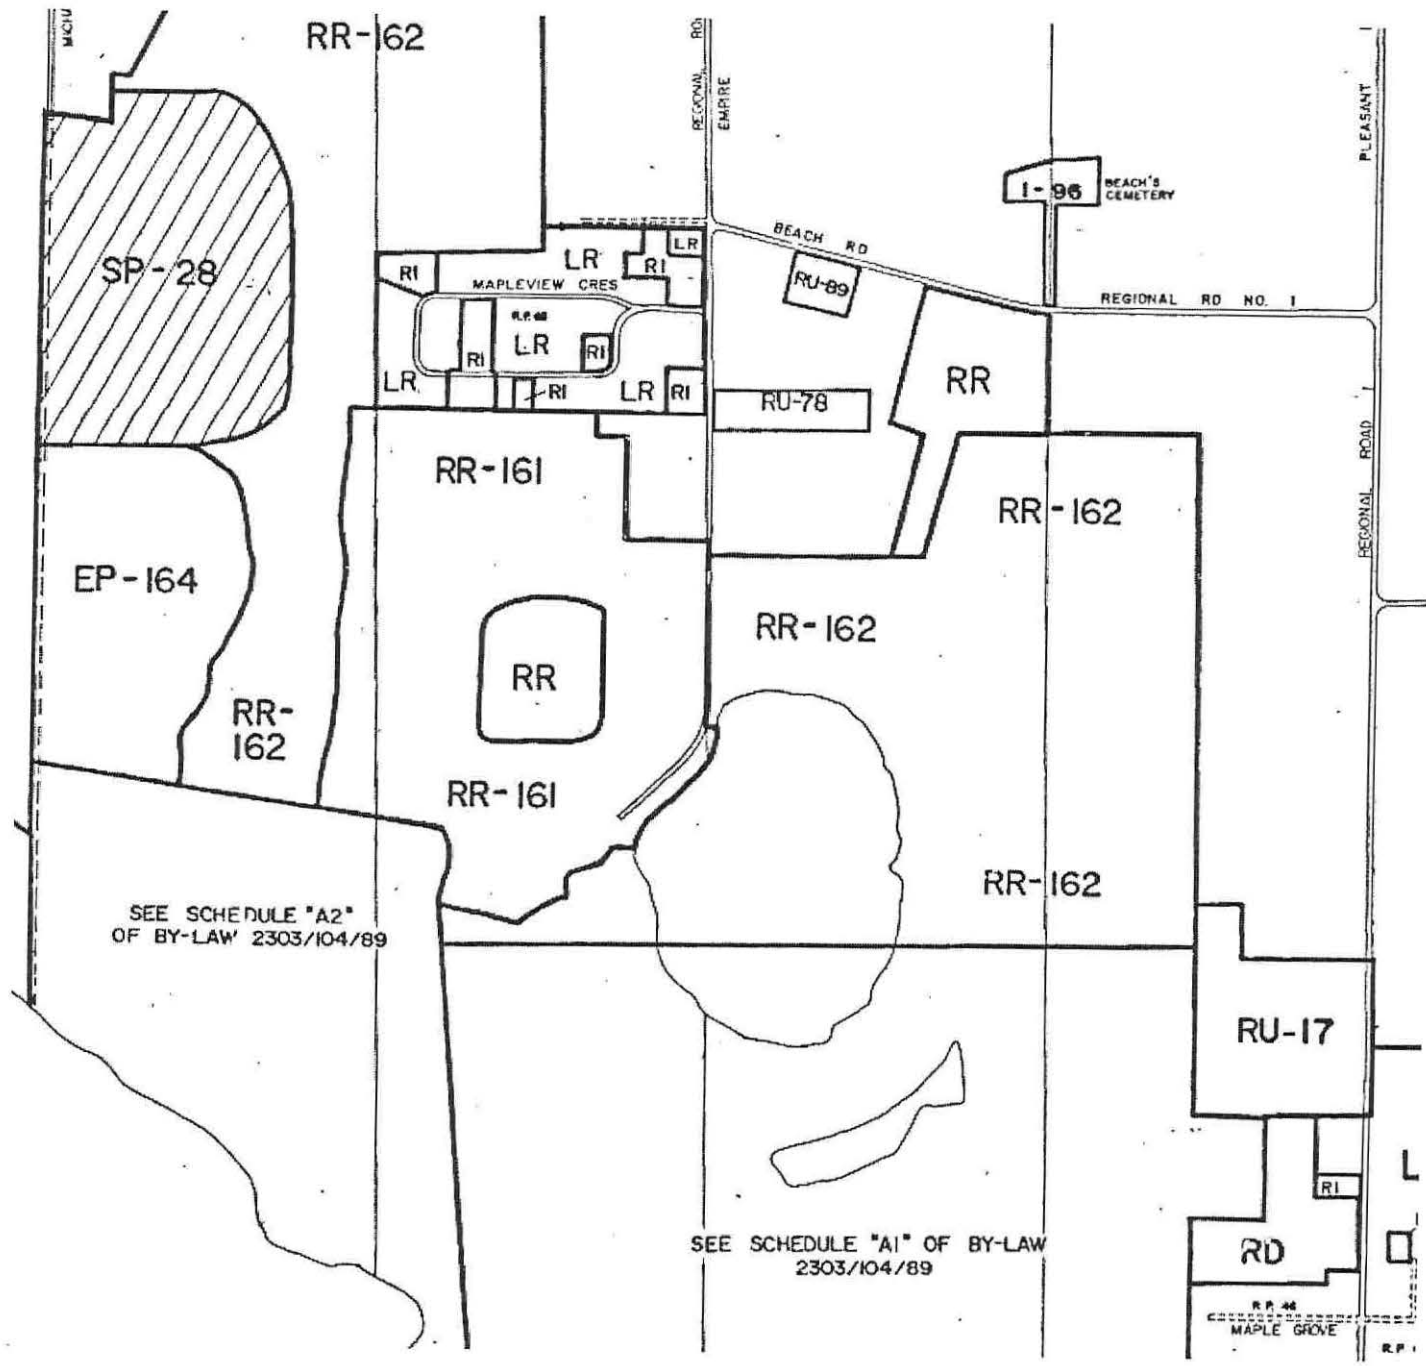 RR-162
REGIONAL RD.
EMPIRE
PLEASANT
I-96
BEACH'S
CEMETERY
BEACH RD
SP-28
LR
LR
RI
RI
MAPLEVIEW CRES
RU-89
REGIONAL RD NO. 1
R.P. 46
LR
RI
RI
RR
LR
RI
LR
RI
RU-78
RR-161
REGIONAL ROAD
RR-162
EP-164
RR-162
RR
RR-
162
RR-161
RR-162
SEE SCHEDULE "A2"
OF BY-LAW 2303/104/89
RU-17
L
RI
SEE SCHEDULE "A1" OF BY-LAW
2303/104/89
RD
R.P. 46
MAPLE GROVE
R.P.